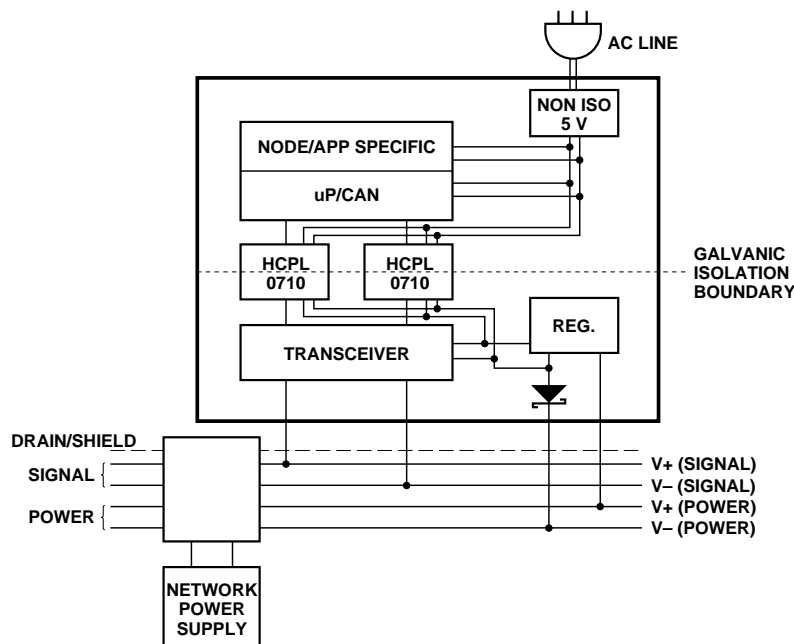 AC LINE
NON ISO
5 V
NODE/APP SPECIFIC
uP/CAN
HCPL
0710
HCPL
0710
GALVANIC
ISOLATION
BOUNDARY
REG.
TRANSCEIVER
DRAIN/SHIELD
SIGNAL
POWER
V+ (SIGNAL)
V– (SIGNAL)
V+ (POWER)
V– (POWER)
NETWORK
POWER
SUPPLY